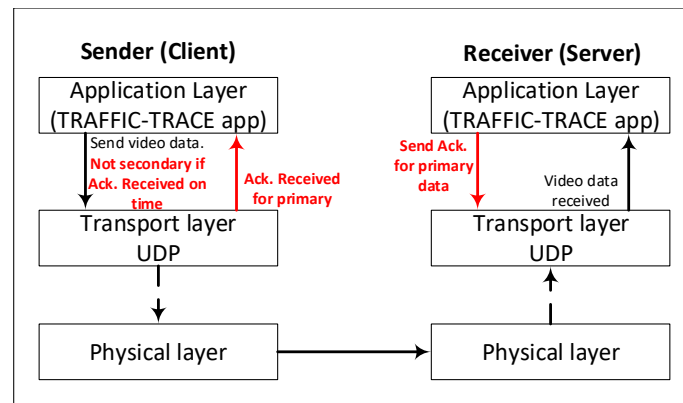 Sender (Client)
Application Layer
(TRAFFIC-TRACE app)
Send video data.
Not secondary if
Ack. Received on
time
Ack. Received
for primary
Transport layer
UDP
Physical layer
Receiver (Server)
Application Layer
(TRAFFIC-TRACE app)
Send Ack.
for primary
data
Video data
received
Transport layer
UDP
Physical layer